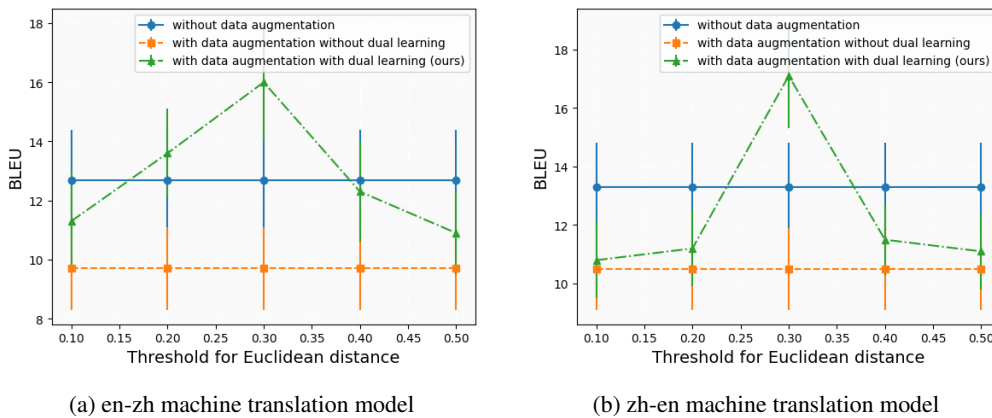 18
16
14
12
10
8
BLEU
without data augmentation
with data augmentation without dual learning
with data augmentation with dual learning (ours)
0.10 0.15 0.20 0.25 0.30 0.35 0.40 0.45 0.50
Threshold for Euclidean distance
(a) en-zh machine translation model
18
16
14
12
10
BLEU
without data augmentation
with data augmentation without dual learning
with data augmentation with dual learning (ours)
0.10 0.15 0.20 0.25 0.30 0.35 0.40 0.45 0.50
Threshold for Euclidean distance
(b) zh-en machine translation model